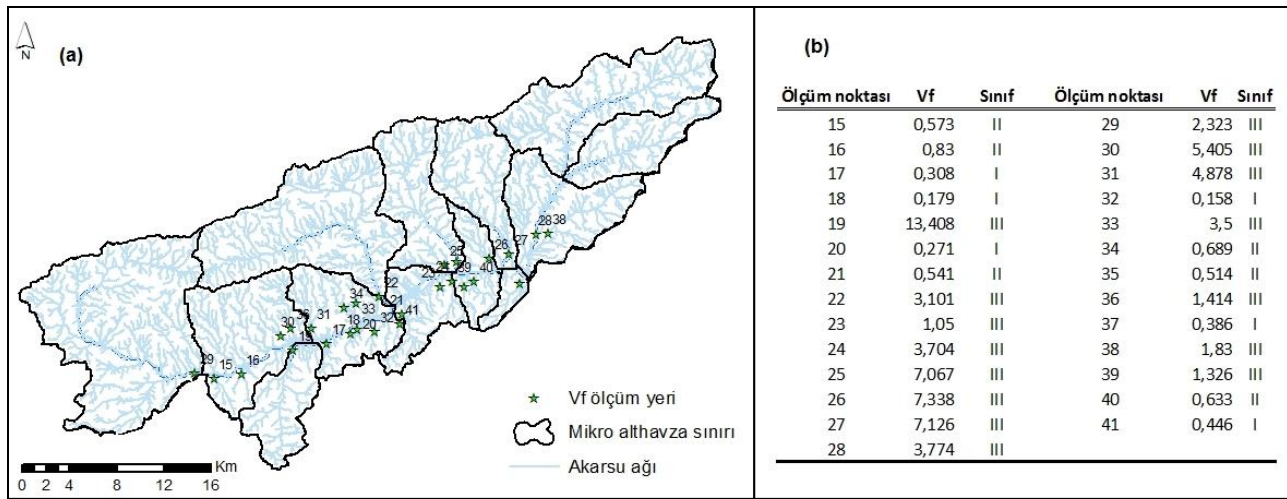 N
(a)
28 38
26 27
25
39 40
23
22
21
41
34
33
32
18 20
17
31
30
16
15
Vf ölçüm yeri
Mikro althavza sınırı
Akarsu ağı
Km
0 2 4 8 12 16
(b)
Ölçüm noktası Vf Sınıf Ölçüm noktası Vf Sınıf
15 0,573 II 29 2,323 III
16 0,83 II 30 5,405 III
17 0,308 I 31 4,878 III
18 0,179 I 32 0,158 I
19 13,408 III 33 3,5 III
20 0,271 I 34 0,689 II
21 0,541 II 35 0,514 II
22 3,101 III 36 1,414 III
23 1,05 III 37 0,386 I
24 3,704 III 38 1,83 III
25 7,067 III 39 1,326 III
26 7,338 III 40 0,633 II
27 7,126 III 41 0,446 I
28 3,774 III